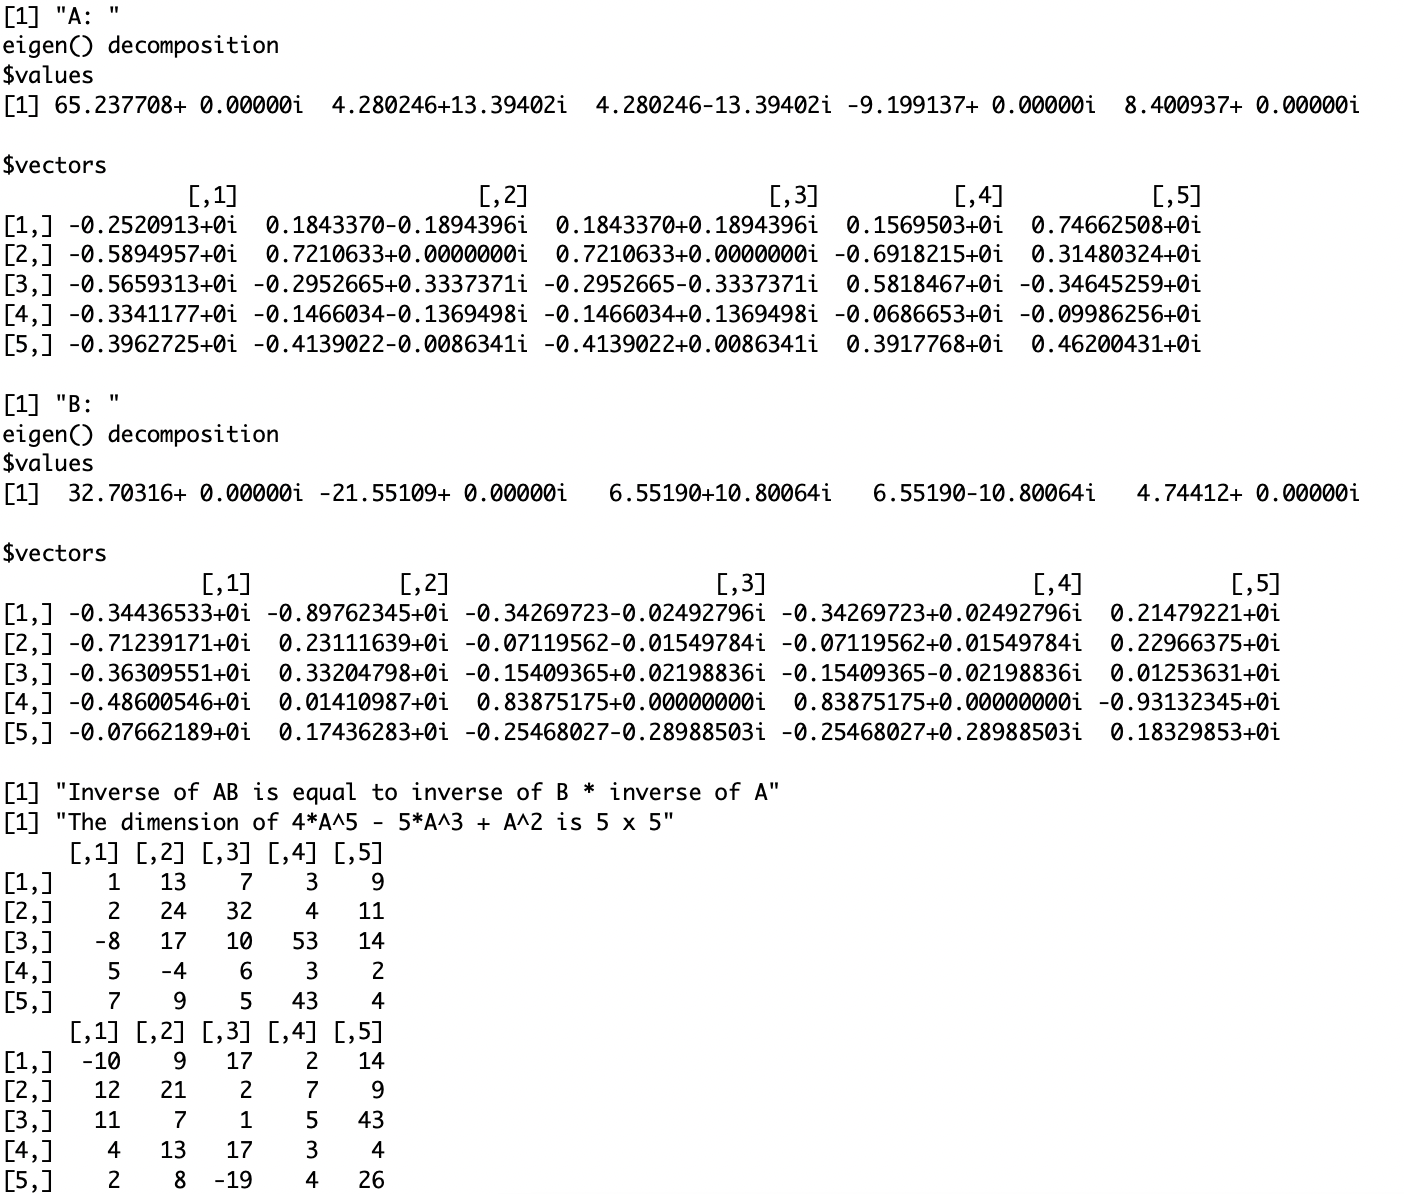 [1] "A: "
eigen() decomposition
$values
[1] 65.237708+ 0.00000i  4.280246+13.39402i  4.280246-13.39402i -9.199137+ 0.00000i  8.400937+ 0.00000i
$vectors
              [,1]                  [,2]                  [,3]          [,4]           [,5]
[1,] -0.2520913+0i  0.1843370-0.1894396i  0.1843370+0.1894396i  0.1569503+0i  0.74662508+0i
[2,] -0.5894957+0i  0.7210633+0.0000000i  0.7210633+0.0000000i -0.6918215+0i  0.31480324+0i
[3,] -0.5659313+0i -0.2952665+0.3337371i -0.2952665-0.3337371i  0.5818467+0i -0.34645259+0i
[4,] -0.3341177+0i -0.1466034-0.1369498i -0.1466034+0.1369498i -0.0686653+0i -0.09986256+0i
[5,] -0.3962725+0i -0.4139022-0.0086341i -0.4139022+0.0086341i  0.3917768+0i  0.46200431+0i
[1] "B: "
eigen() decomposition
$values
[1]  32.70316+ 0.00000i -21.55109+ 0.00000i   6.55190+10.80064i   6.55190-10.80064i   4.74412+ 0.00000i
$vectors
               [,1]           [,2]                    [,3]                    [,4]           [,5]
[1,] -0.34436533+0i -0.89762345+0i -0.34269723-0.02492796i -0.34269723+0.02492796i  0.21479221+0i
[2,] -0.71239171+0i  0.23111639+0i -0.07119562-0.01549784i -0.07119562+0.01549784i  0.22966375+0i
[3,] -0.36309551+0i  0.33204798+0i -0.15409365+0.02198836i -0.15409365-0.02198836i  0.01253631+0i
[4,] -0.48600546+0i  0.01410987+0i  0.83875175+0.00000000i  0.83875175+0.00000000i -0.93132345+0i
[5,] -0.07662189+0i  0.17436283+0i -0.25468027-0.28988503i -0.25468027+0.28988503i  0.18329853+0i
[1] "Inverse of AB is equal to inverse of B * inverse of A"
[1] "The dimension of 4*A^5 - 5*A^3 + A^2 is 5 x 5"
     [,1] [,2] [,3] [,4] [,5]
[1,]    1   13    7    3    9
[2,]    2   24   32    4   11
[3,]   -8   17   10   53   14
[4,]    5   -4    6    3    2
[5,]    7    9    5   43    4
     [,1] [,2] [,3] [,4] [,5]
[1,]  -10    9   17    2   14
[2,]   12   21    2    7    9
[3,]   11    7    1    5   43
[4,]    4   13   17    3    4
[5,]    2    8  -19    4   26